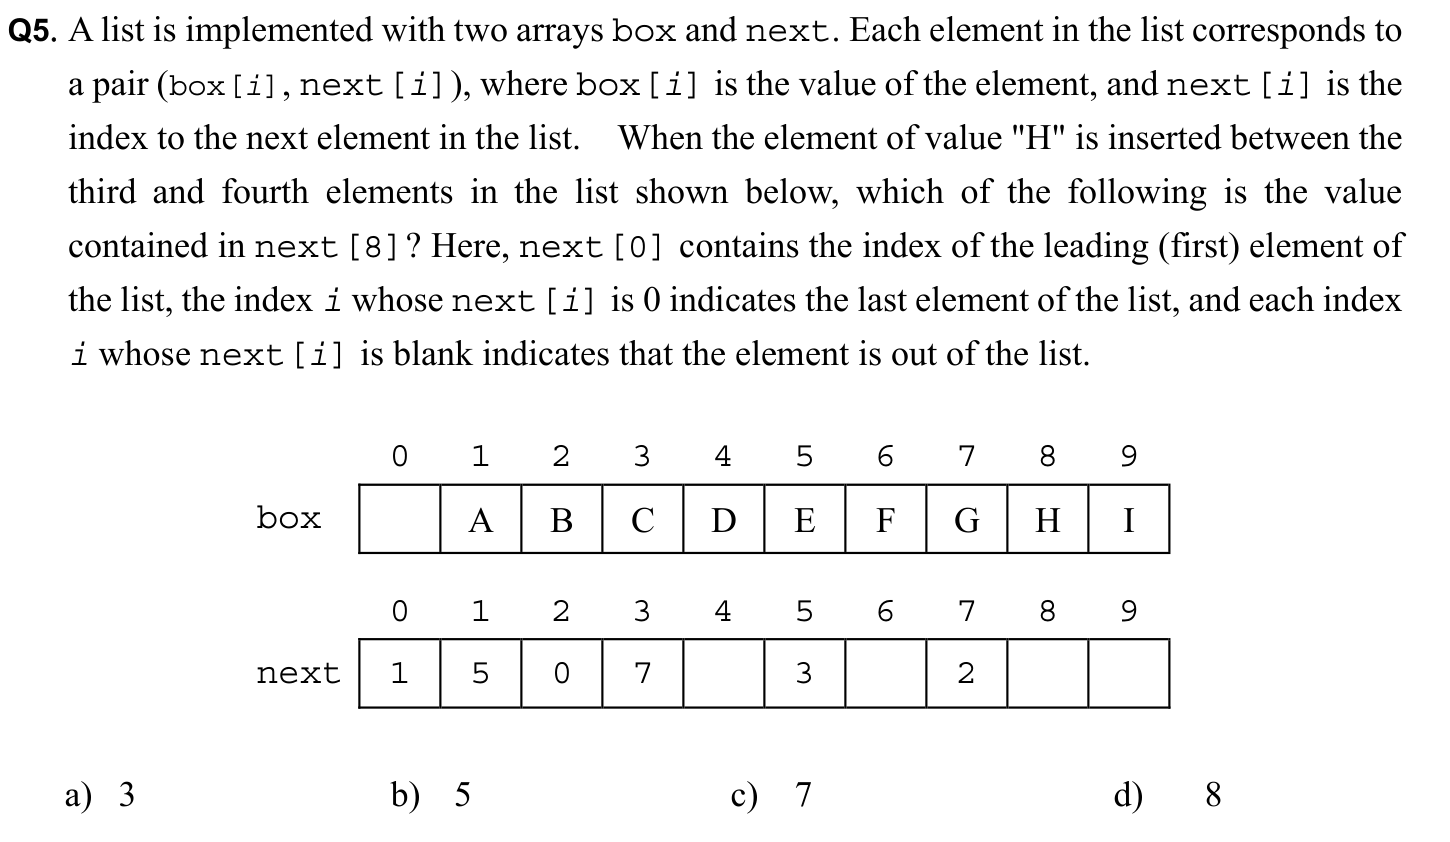 Q5. A list is implemented with two arrays box and next. Each element in the list corresponds to
a pair (box[i], next [i]), where box[i] is the value of the element, and next [i] is the
index to the next element in the list. When the element of value "H" is inserted between the
third and fourth elements in the list shown below, which of the following is the value
contained in next [8]? Here, next [0] contains the index of the leading (first) element of
the list, the index i whose next [i] is 0 indicates the last element of the list, and each index
i whose next [i] is blank indicates that the element is out of the list.
0 1 2 3 4 5 6 7 8 9
box A B C D E F G H I
0 1 2 3 4 5 6 7 8 9
next 1 5 0 7 3 2
a) 3 b) 5 c) 7 d) 8